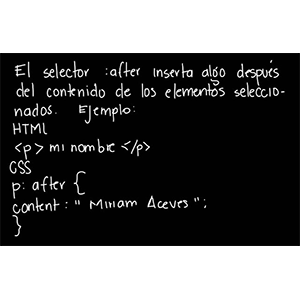 El selector :after inserta algo después
del contenido de los elementos seleccio-
nados. Ejemplo:
HTML
<p> mi nombre </p>
CSS
p: after {
content: " Miriam Aceves ";
}